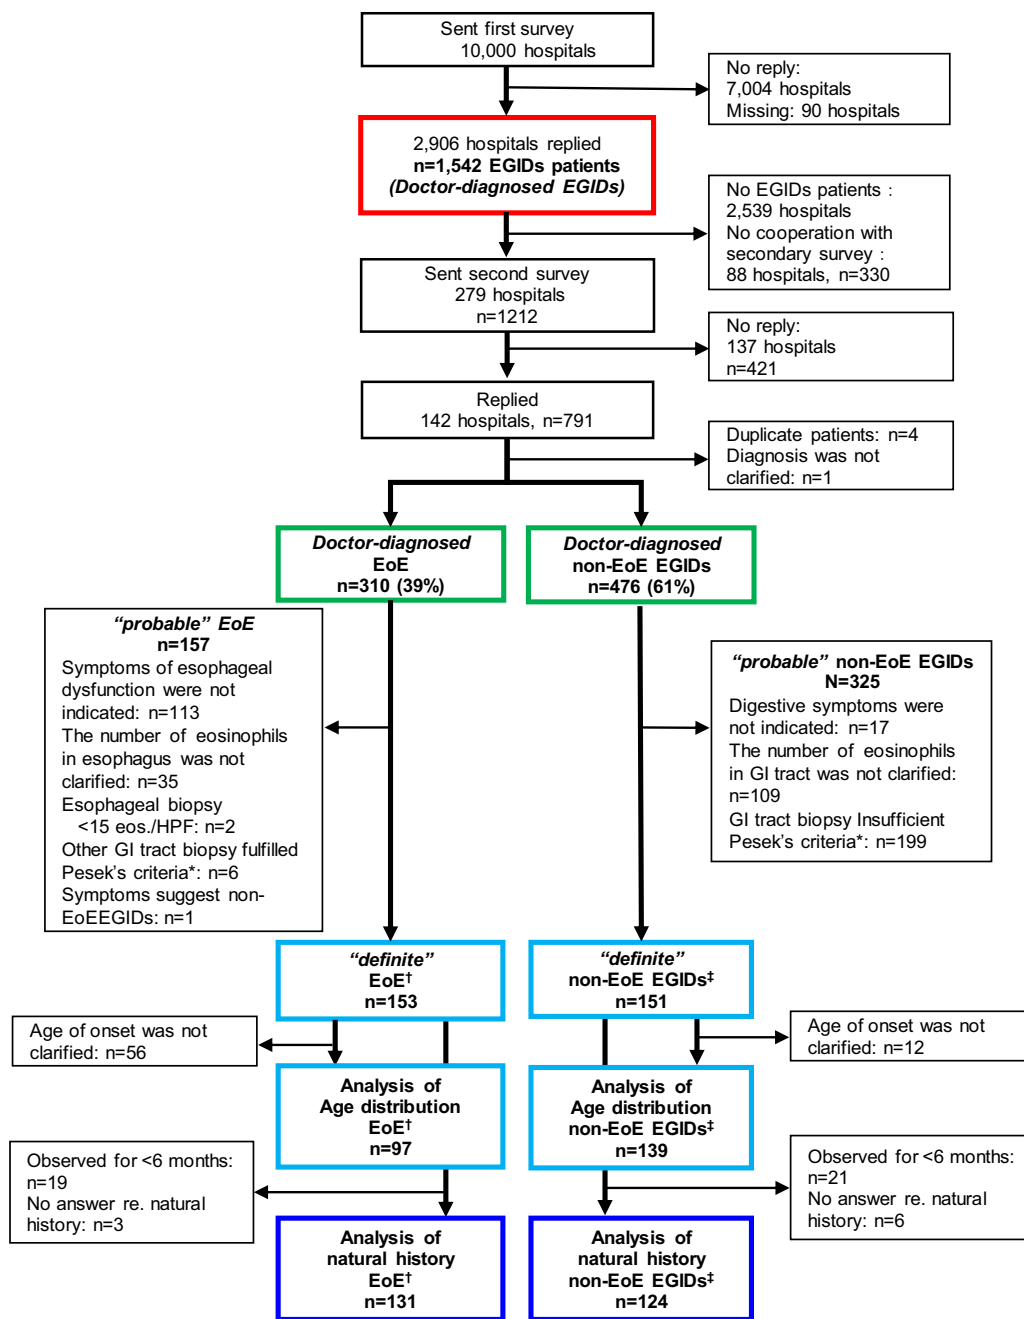 Sent first survey
10,000 hospitals
No reply:
7,004 hospitals
Missing: 90 hospitals
2,906 hospitals replied
n=1,542 EGIDs patients
(Doctor-diagnosed EGIDs)
No EGIDs patients :
2,539 hospitals
No cooperation with
secondary survey :
88 hospitals, n=330
Sent second survey
279 hospitals
n=1212
No reply:
137 hospitals
n=421
Replied
142 hospitals, n=791
Duplicate patients: n=4
Diagnosis was not
clarified: n=1
Doctor-diagnosed
EoE
n=310 (39%)
Doctor-diagnosed
non-EoE EGIDs
n=476 (61%)
“probable” EoE
n=157
Symptoms of esophageal
dysfunction were not
indicated: n=113
The number of eosinophils
in esophagus was not
clarified: n=35
Esophageal biopsy
<15 eos./HPF: n=2
Other GI tract biopsy fulfilled
Pesek’s criteria*: n=6
Symptoms suggest non-
EoEEGIDs: n=1
“probable” non-EoE EGIDs
N=325
Digestive symptoms were
not indicated: n=17
The number of eosinophils
in GI tract was not clarified:
n=109
GI tract biopsy Insufficient
Pesek’s criteria*: n=199
“definite”
EoE†
n=153
“definite”
non-EoE EGIDs‡
n=151
Age of onset was not
clarified: n=56
Age of onset was not
clarified: n=12
Analysis of
Age distribution
EoE†
n=97
Analysis of
Age distribution
non-EoE EGIDs‡
n=139
Observed for <6 months:
n=19
No answer re. natural
history: n=3
Observed for <6 months:
n=21
No answer re. natural
history: n=6
Analysis of
natural history
EoE†
n=131
Analysis of
natural history
non-EoE EGIDs‡
n=124